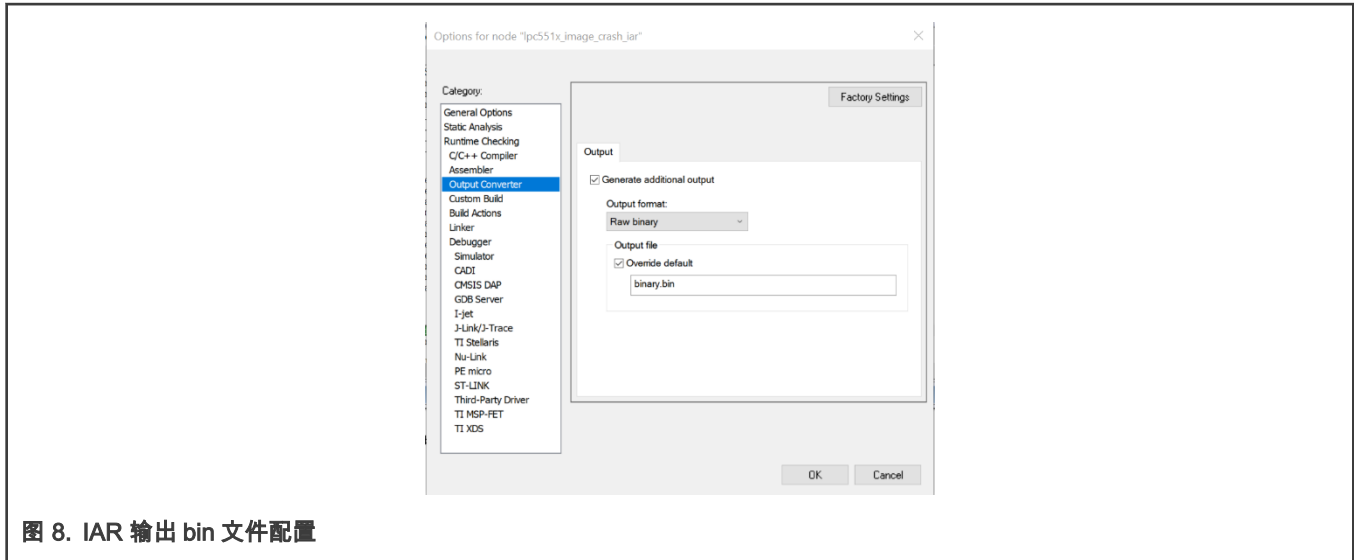 Options for node "lpc551x_image_crash_iar"
Category:
Factory Settings
General Options
Static Analysis
Runtime Checking
C/C++ Compiler
Assembler
Output Converter
Custom Build
Build Actions
Linker
Debugger
Simulator
CADI
CMSIS DAP
GDB Server
I-jet
J-Link/J-Trace
TI Stellaris
Nu-Link
PE micro
ST-LINK
Third-Party Driver
TI MSP-FET
TI XDS
Output
Generate additional output
Output format:
Raw binary
Output file
Override default
binary.bin
OK Cancel
图 8. IAR 输出 bin 文件配置